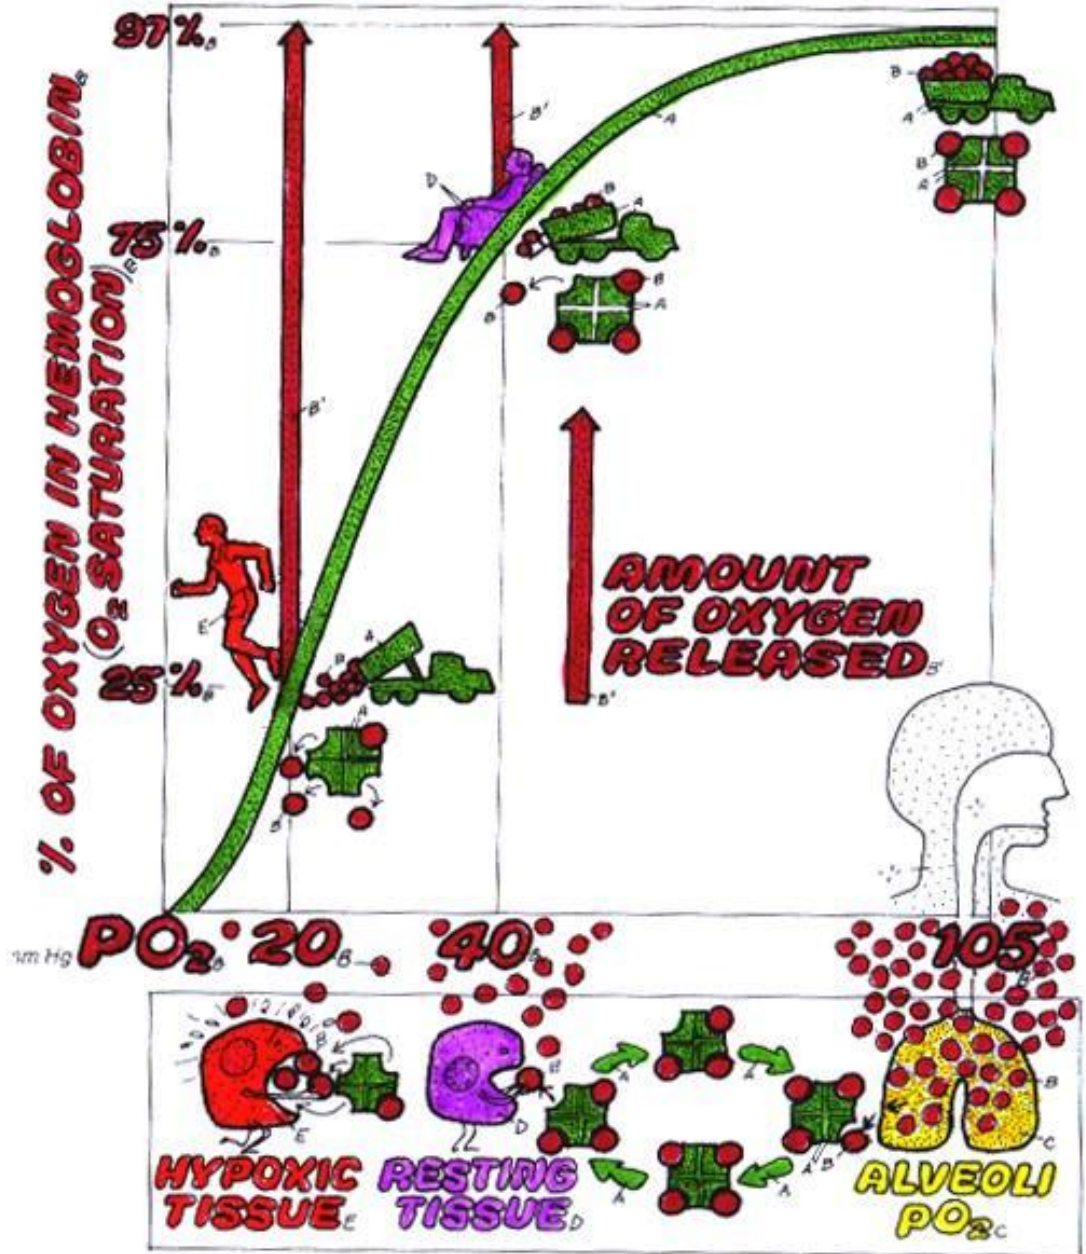 97% B
75% B
25% B
% OF OXYGEN IN HEMOGLOBIN B
(O₂ SATURATION) B
B'
B'
A
B
A
B
A
D
B
A
B
A
B
B'
E
A
B
A
B
AMOUNT
OF OXYGEN
RELEASED B'
B'
mm Hg PO₂ B 20 B 40 B 105 B
B
E
B
D
A
A
A
A
A
B
B
C
HYPOXIC
TISSUE E
RESTING
TISSUE D
ALVEOLI
PO₂ C